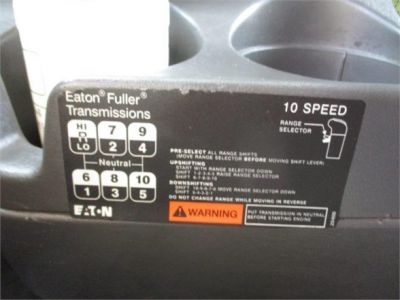 Eaton® Fuller®
Transmissions
10 SPEED
RANGE
SELECTOR
HI 7 9
LO 2 4
Neutral
6 8 10
1 3 5
PRE-SELECT ALL RANGE SHIFTS
(MOVE RANGE SELECTOR BEFORE MOVING SHIFT LEVER)
UPSHIFTING
START WITH RANGE SELECTOR DOWN
SHIFT 1-2-3-4-5 RAISE RANGE SELECTOR
SHIFT 6-7-8-9-10
DOWNSHIFTING
SHIFT 10-9-8-7-6 MOVE RANGE SELECTOR DOWN
SHIFT 5-4-3-2-1
DO NOT CHANGE RANGE WHILE MOVING IN REVERSE
EATON
WARNING
PUT TRANSMISSION IN NEUTRAL
BEFORE STARTING ENGINE